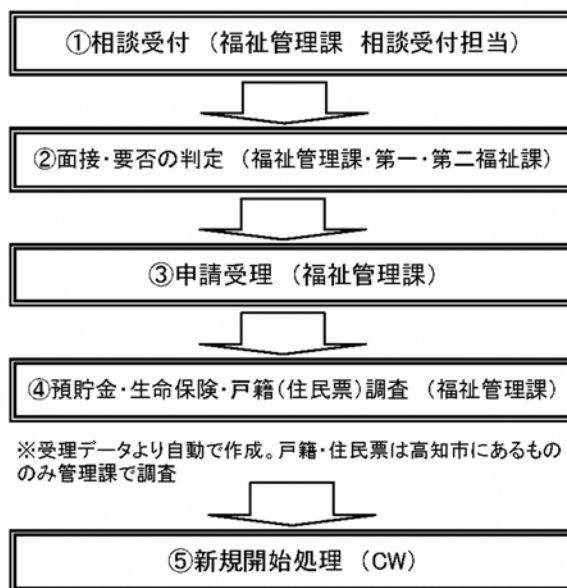 ①相談受付 (福祉管理課 相談受付担当)
②面接・要否の判定 (福祉管理課・第一・第二福祉課)
③申請受理 (福祉管理課)
④預貯金・生命保険・戸籍(住民票)調査 (福祉管理課)
※受理データより自動で作成。戸籍・住民票は高知市にあるもの
のみ管理課で調査
⑤新規開始処理 (CW)